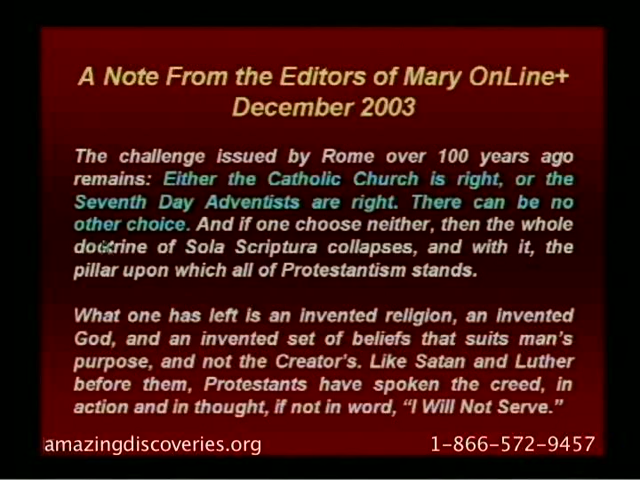 A Note From the Editors of Mary OnLine+
December 2003
The challenge issued by Rome over 100 years ago
remains: Either the Catholic Church is right, or the
Seventh Day Adventists are right. There can be no
other choice. And if one choose neither, then the whole
doctrine of Sola Scriptura collapses, and with it, the
pillar upon which all of Protestantism stands.
What one has left is an invented religion, an invented
God, and an invented set of beliefs that suits man's
purpose, and not the Creator's. Like Satan and Luther
before them, Protestants have spoken the creed, in
action and in thought, if not in word, “I Will Not Serve.”
amazingdiscoveries.org 1-866-572-9457